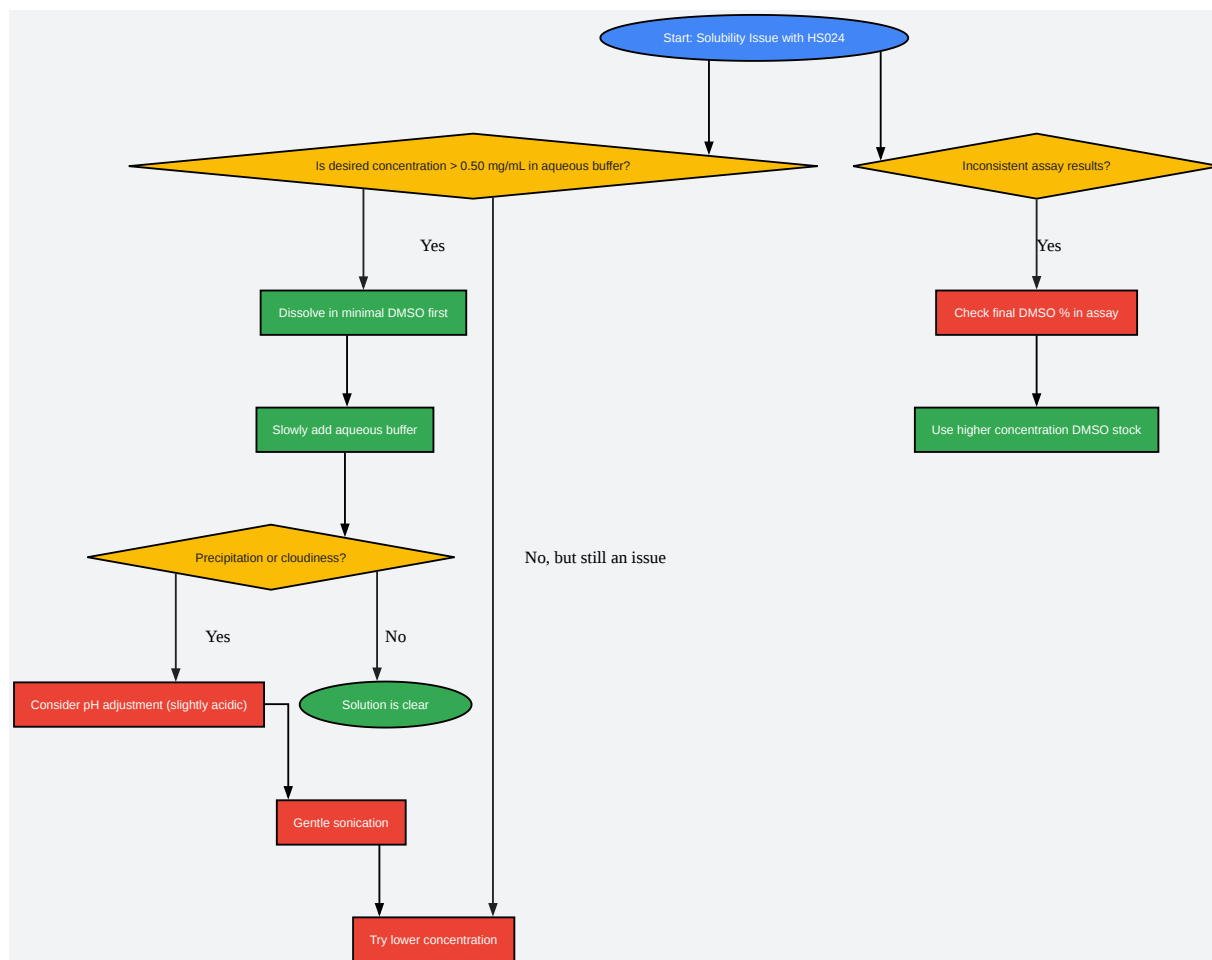 Start: Solubility Issue with HS024
Is desired concentration > 0.50 mg/mL in aqueous buffer?
Inconsistent assay results?
Yes
Yes
Dissolve in minimal DMSO first
Check final DMSO % in assay
Slowly add aqueous buffer
Use higher concentration DMSO stock
Precipitation or cloudiness?
No, but still an issue
Yes
No
Consider pH adjustment (slightly acidic)
Solution is clear
Gentle sonication
Try lower concentration